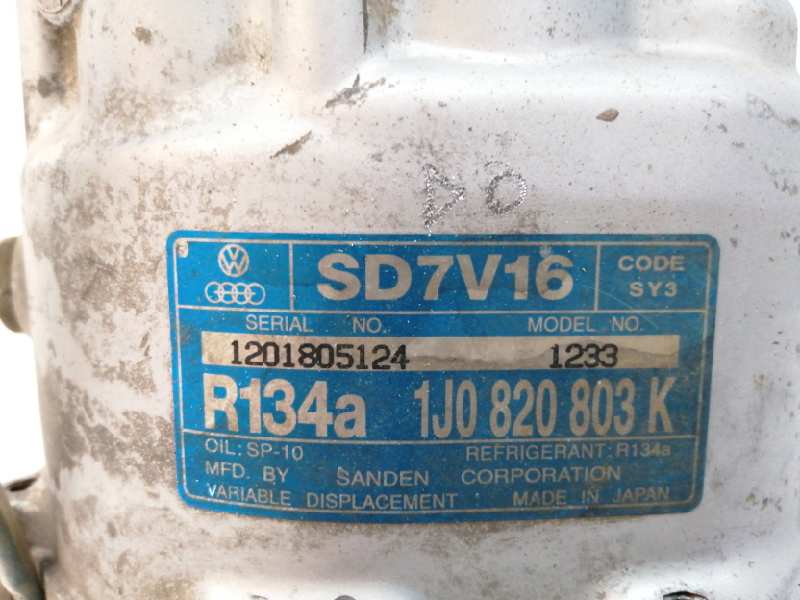 SD7V16
CODE
SY3
SERIAL NO. MODEL NO.
1201805124 1233
R134a 1J0 820 803 K
OIL: SP-10 REFRIGERANT: R134a
MFD. BY SANDEN CORPORATION
VARIABLE DISPLACEMENT MADE IN JAPAN